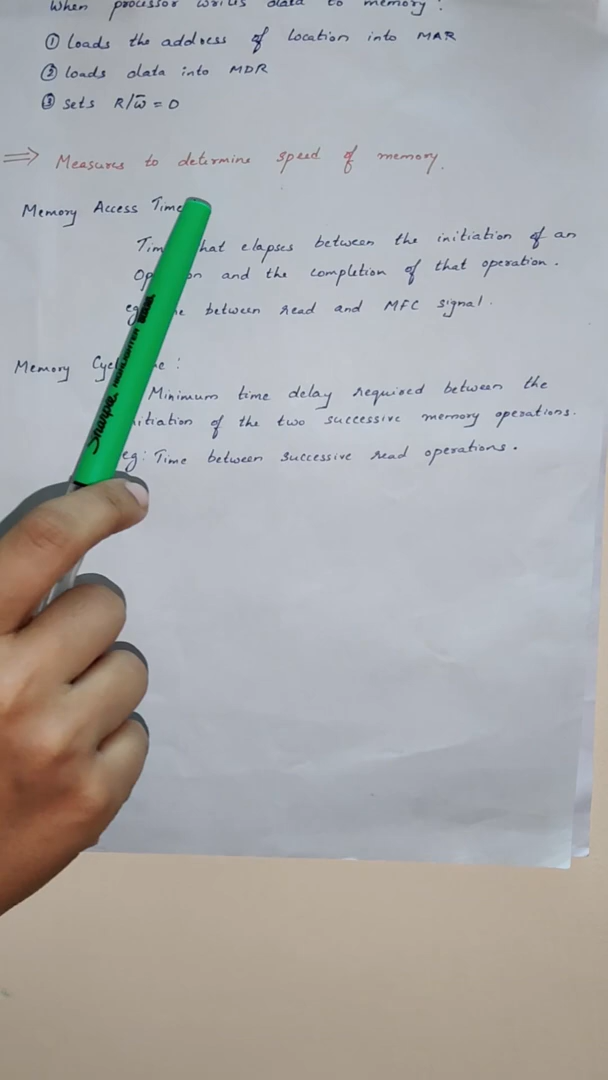 When processor writes data to memory:
① loads the address of location into MAR
② loads data into MDR
③ sets R/w̅ = 0
⇒ Measures to determine speed of memory.
Memory Access Time
that elapses between the initiation of an
and the completion of that operation.
eg between read and MFC signal.
Memory :
Minimum time delay required between the
of the two successive memory operations.
eg: Time between successive read operations.
Sharpie HIGHLIGHTER